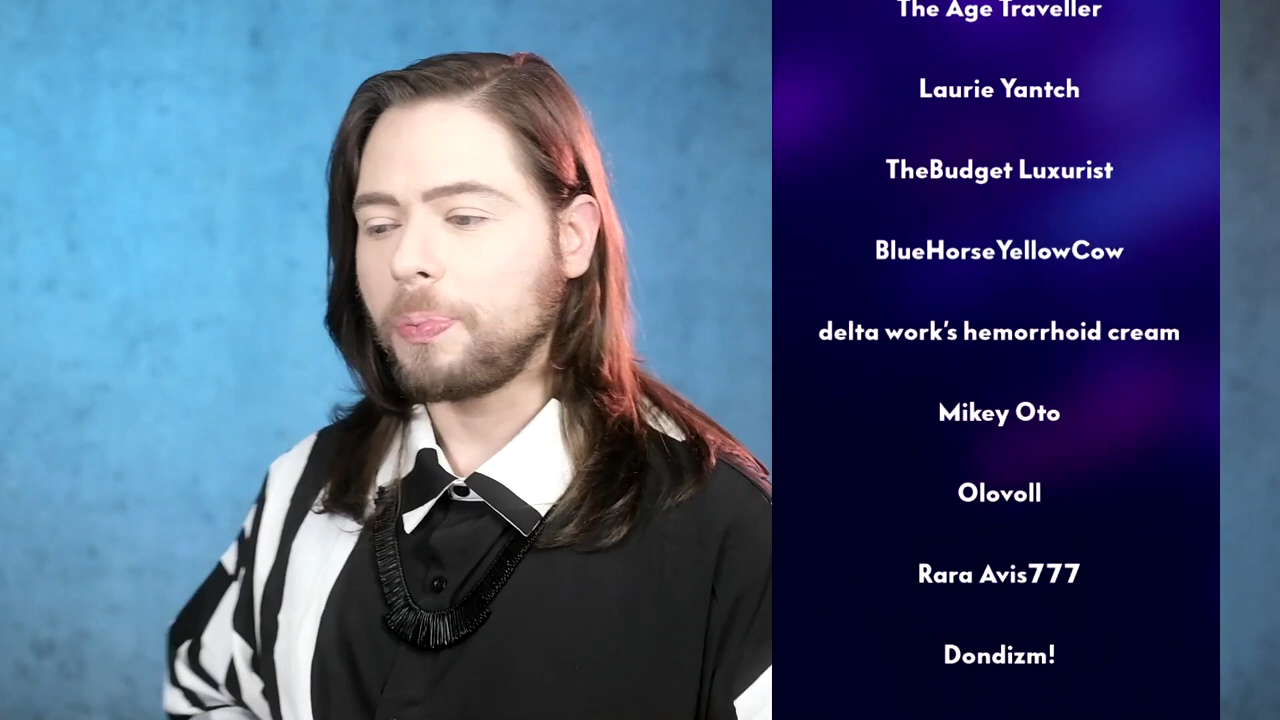 The Age Traveller
Laurie Yantch
TheBudget Luxurist
BlueHorseYellowCow
delta work's hemorrhoid cream
Mikey Oto
Olovoll
Rara Avis777
Dondizm!